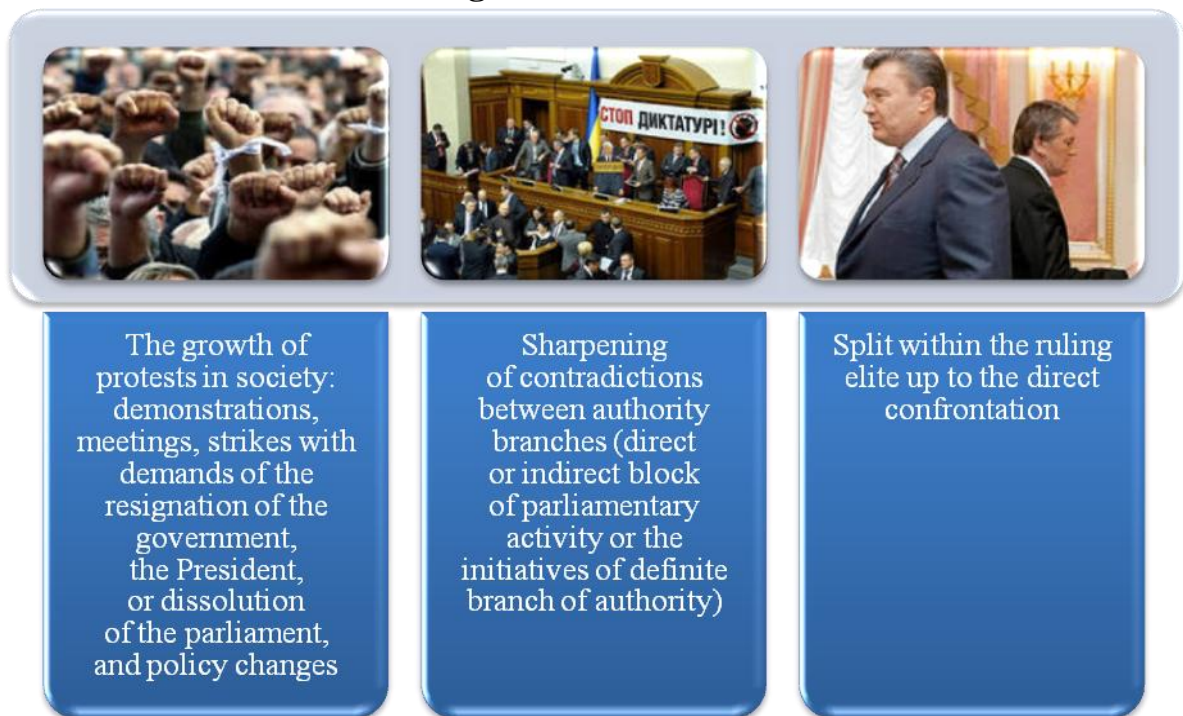 СТОП ДИКТАТУРІ!
The growth of
protests in society:
demonstrations,
meetings, strikes with
demands of the
resignation of the
government,
the President,
or dissolution
of the parliament,
and policy changes
Sharpening
of contradictions
between authority
branches (direct
or indirect block
of parliamentary
activity or the
initiatives of definite
branch of authority)
Split within the ruling
elite up to the direct
confrontation